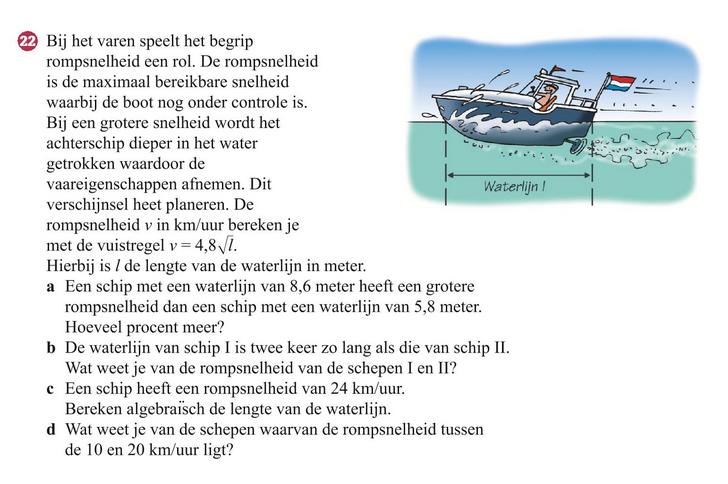 22 Bij het varen speelt het begrip
rompsnelheid een rol. De rompsnelheid
is de maximaal bereikbare snelheid
waarbij de boot nog onder controle is.
Bij een grotere snelheid wordt het
achterschip dieper in het water
getrokken waardoor de
vaareigenschappen afnemen. Dit
verschijnsel heet planeren. De
rompsnelheid v in km/uur bereken je
met de vuistregel v = 4,8√l.
Hierbij is l de lengte van de waterlijn in meter.
a Een schip met een waterlijn van 8,6 meter heeft een grotere
rompsnelheid dan een schip met een waterlijn van 5,8 meter.
Hoeveel procent meer?
b De waterlijn van schip I is twee keer zo lang als die van schip II.
Wat weet je van de rompsnelheid van de schepen I en II?
c Een schip heeft een rompsnelheid van 24 km/uur.
Bereken algebraïsch de lengte van de waterlijn.
d Wat weet je van de schepen waarvan de rompsnelheid tussen
de 10 en 20 km/uur ligt?
Waterlijn l